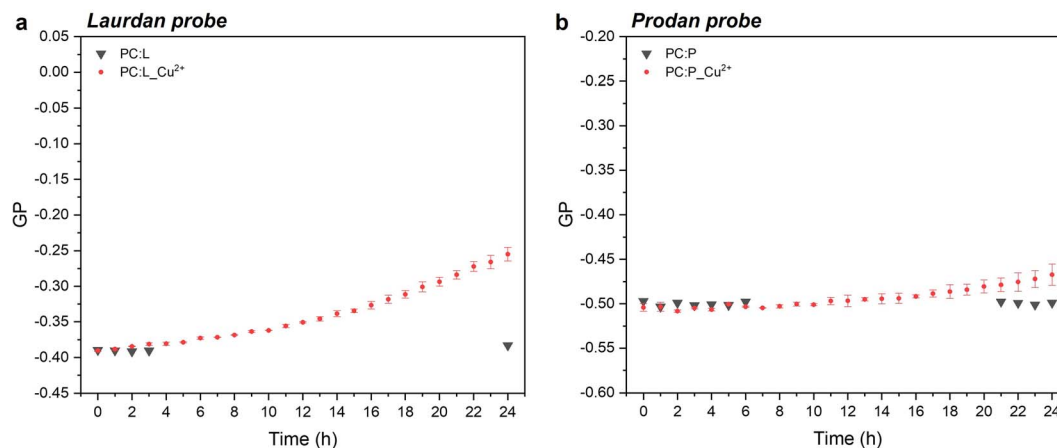 a Laurdan probe
0.05
PC:L
PC:L_Cu²⁺
0.00
-0.05
-0.10
-0.15
-0.20
-0.25
-0.30
-0.35
-0.40
-0.45
GP
0 2 4 6 8 10 12 14 16 18 20 22 24
Time (h)
b Prodan probe
-0.20
PC:P
PC:P_Cu²⁺
-0.25
-0.30
-0.35
-0.40
-0.45
-0.50
-0.55
-0.60
GP
0 2 4 6 8 10 12 14 16 18 20 22 24
Time (h)